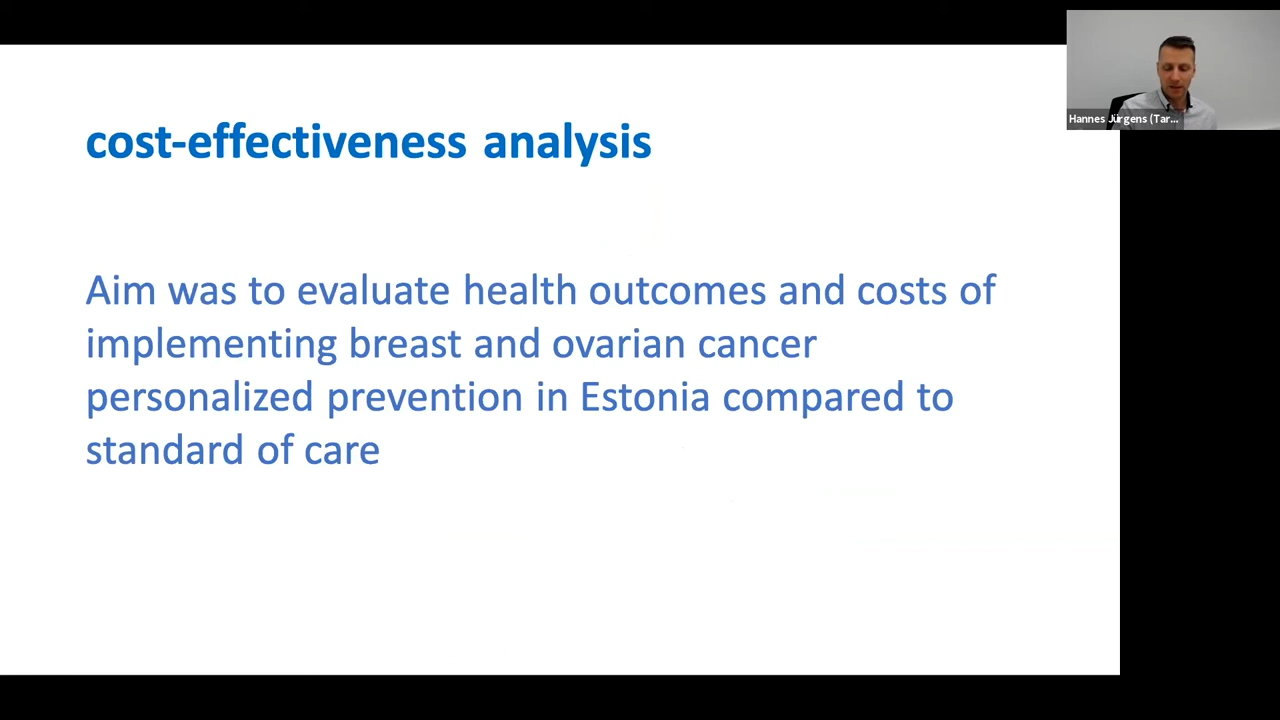 cost-effectiveness analysis
Aim was to evaluate health outcomes and costs of
implementing breast and ovarian cancer
personalized prevention in Estonia compared to
standard of care
Hannes Jürgens (Tar...